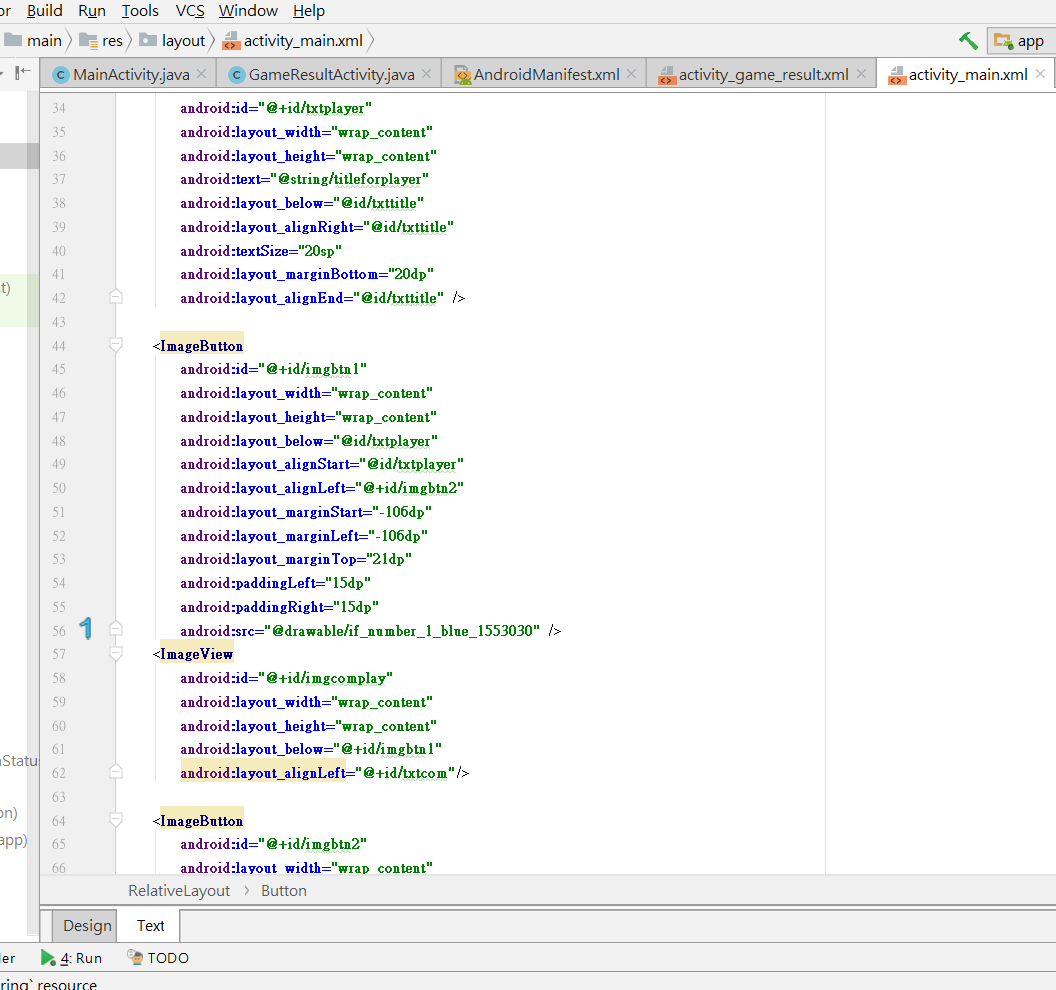 or Build Run Tools VCS Window Help
main res layout activity_main.xml app
MainActivity.java GameResultActivity.java AndroidManifest.xml activity_game_result.xml activity_main.xml
34 android:id="@+id/txtplayer"
35 android:layout_width="wrap_content"
36 android:layout_height="wrap_content"
37 android:text="@string/titleforplayer"
38 android:layout_below="@id/txttitle"
39 android:layout_alignRight="@id/txttitle"
40 android:textSize="20sp"
41 android:layout_marginBottom="20dp"
t)
42 android:layout_alignEnd="@id/txttitle" />
43
44 <ImageButton
45 android:id="@+id/imgbtn1"
46 android:layout_width="wrap_content"
47 android:layout_height="wrap_content"
48 android:layout_below="@id/txtplayer"
49 android:layout_alignStart="@id/txtplayer"
50 android:layout_alignLeft="@+id/imgbtn2"
51 android:layout_marginStart="-106dp"
52 android:layout_marginLeft="-106dp"
53 android:layout_marginTop="21dp"
54 android:paddingLeft="15dp"
55 android:paddingRight="15dp"
56 1 android:src="@drawable/if_number_1_blue_1553030" />
57 <ImageView
58 android:id="@+id/imgcomplay"
59 android:layout_width="wrap_content"
60 android:layout_height="wrap_content"
61 android:layout_below="@+id/imgbtn1"
nStatu
62 android:layout_alignLeft="@+id/txtcom"/>
63
on)
64 <ImageButton
app)
65 android:id="@+id/imgbtn2"
66 android:layout_width="wrap_content"
RelativeLayout Button
Design Text
ler 4: Run TODO
ring` resource